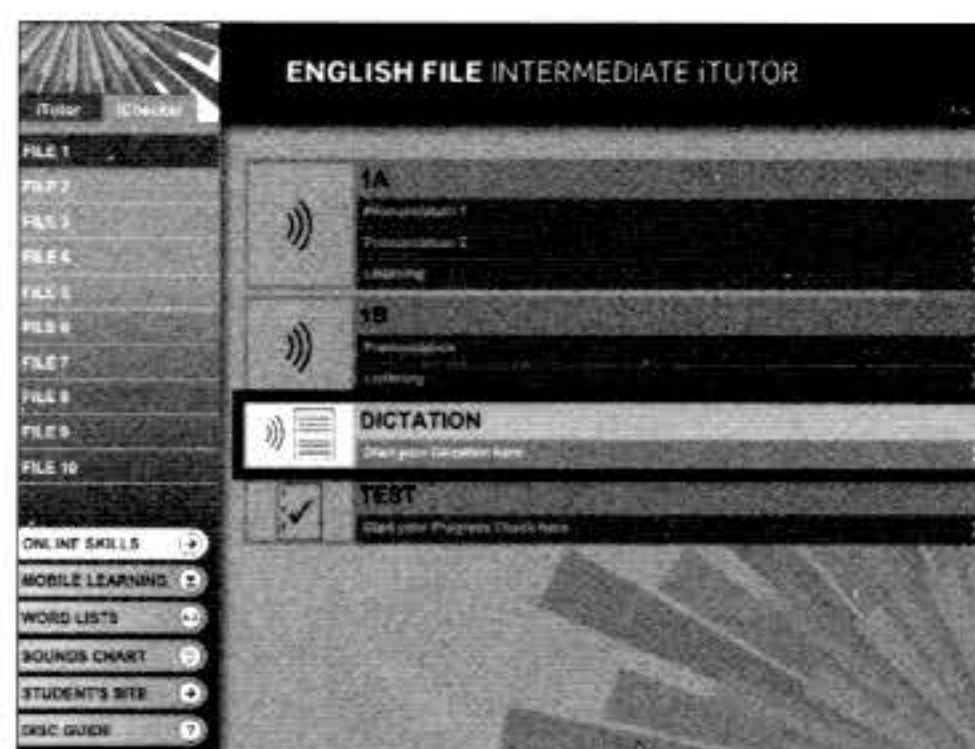 ENGLISH FILE INTERMEDIATE iTUTOR
iTutor iChecker
FILE 1
FILE 2
FILE 3
FILE 4
FILE 5
FILE 6
FILE 7
FILE 8
FILE 9
FILE 10
ONLINE SKILLS
MOBILE LEARNING
WORD LISTS
SOUNDS CHART
STUDENT'S SITE
DISC GUIDE
?
1A
Pronunciation 1
Pronunciation 2
Listening
1B
Pronunciation
Listening
DICTATION
Start your Dictation here
TEST
Start your Progress Check here